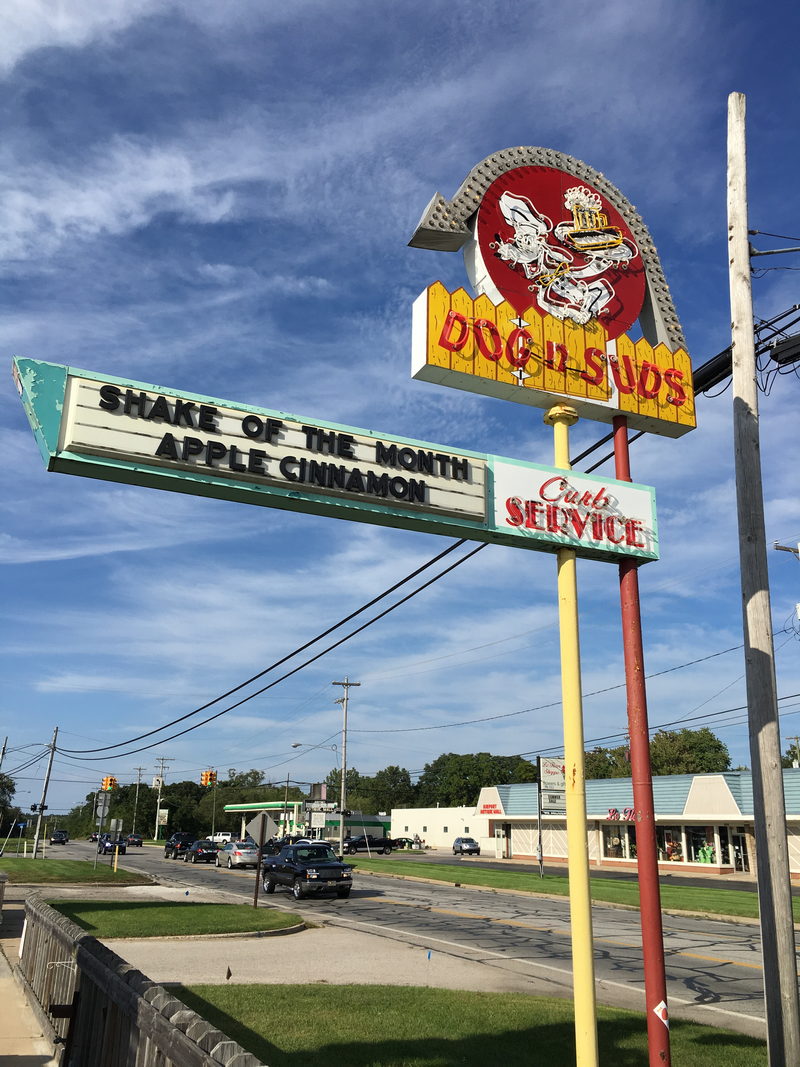 DOG n SUDS
SHAKE OF THE MONTH
APPLE CINNAMON
Curb
SERVICE